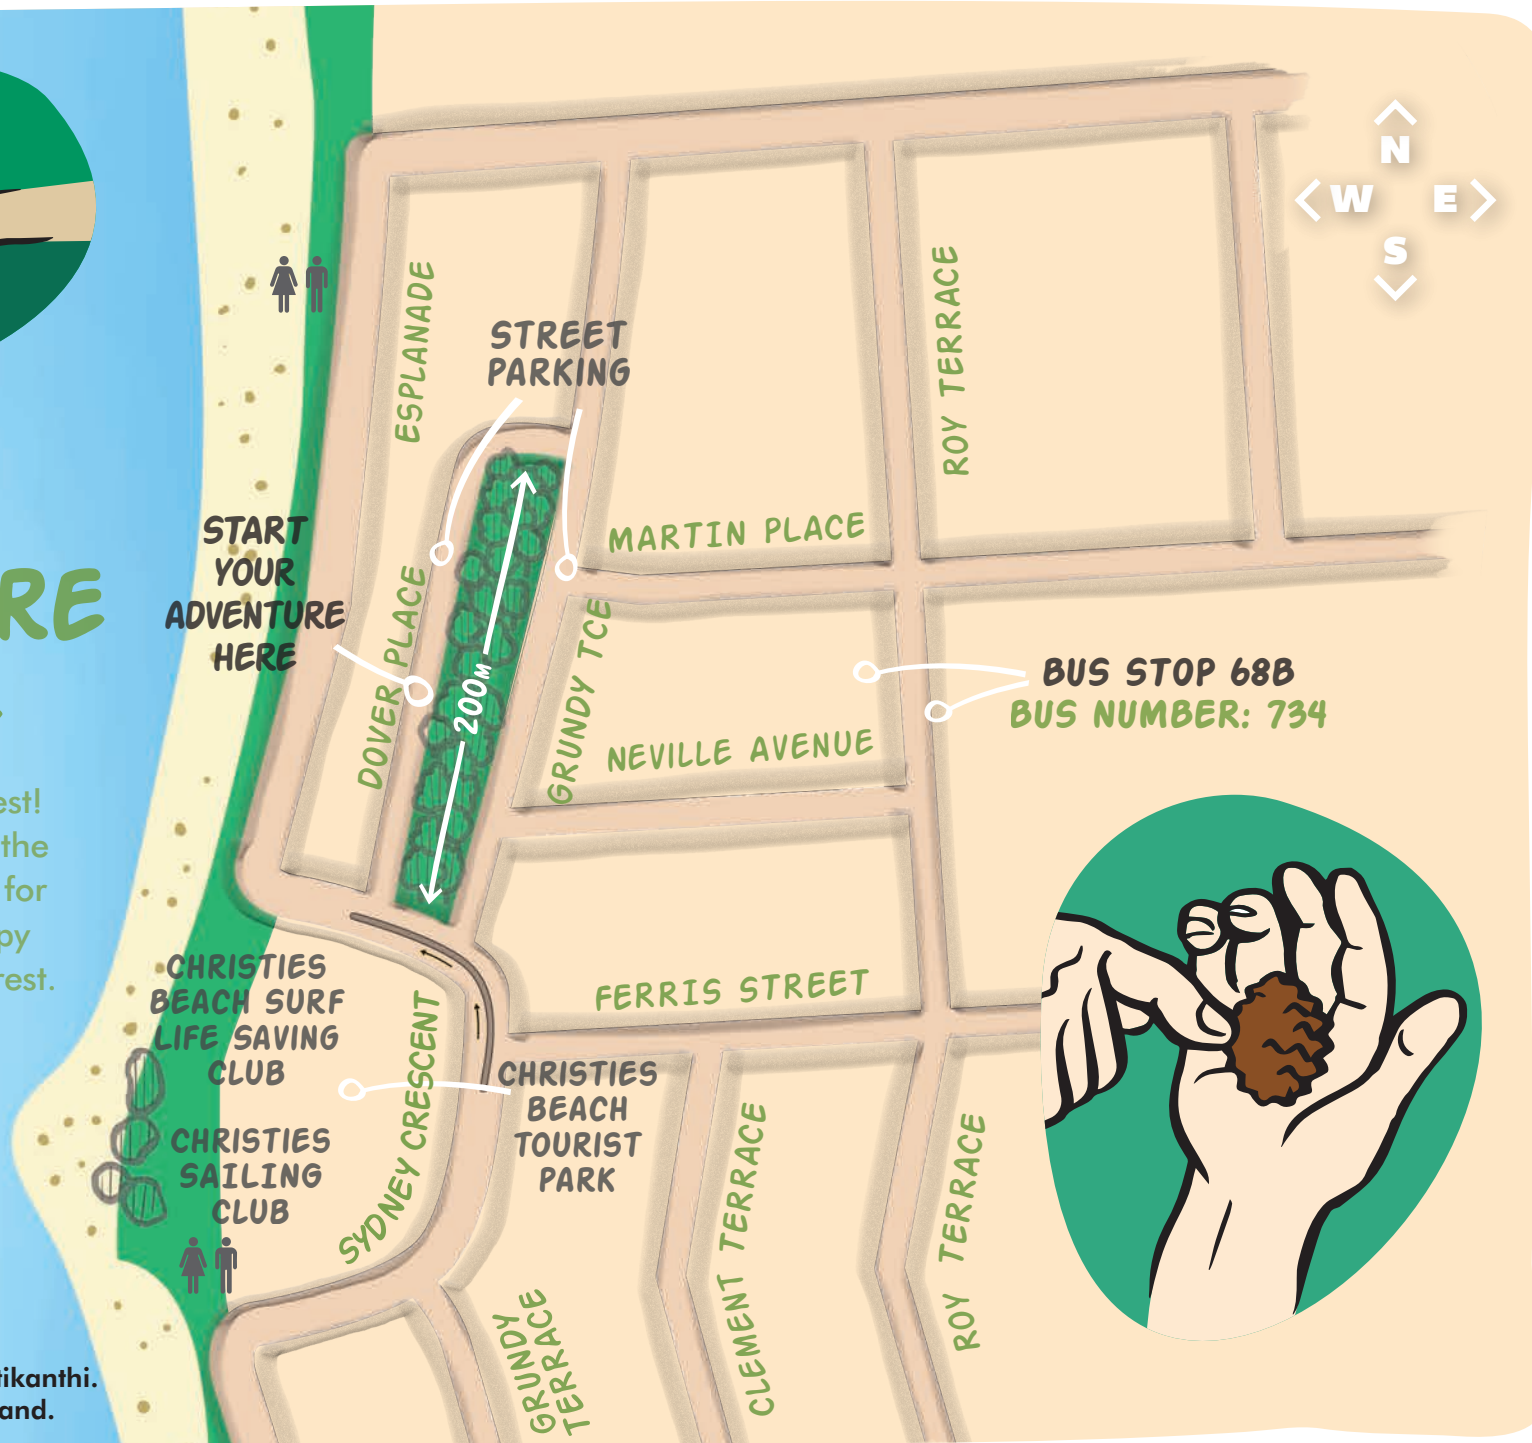 N
W E
S
ESPLANADE
STREET
PARKING
ROY TERRACE
MARTIN PLACE
START
YOUR
ADVENTURE
HERE
RE
DOVER PLACE
200M
GRUNDY TCE
BUS STOP 68B
BUS NUMBER: 734
NEVILLE AVENUE
est!
the
for
py
rest.
FERRIS STREET
CHRISTIES
BEACH SURF
LIFE SAVING
CLUB
CHRISTIES
SAILING
CLUB
SYDNEY CRESCENT
CHRISTIES
BEACH
TOURIST
PARK
CLEMENT TERRACE
ROY TERRACE
GRUNDY
TERRACE
tikanthi.
and.